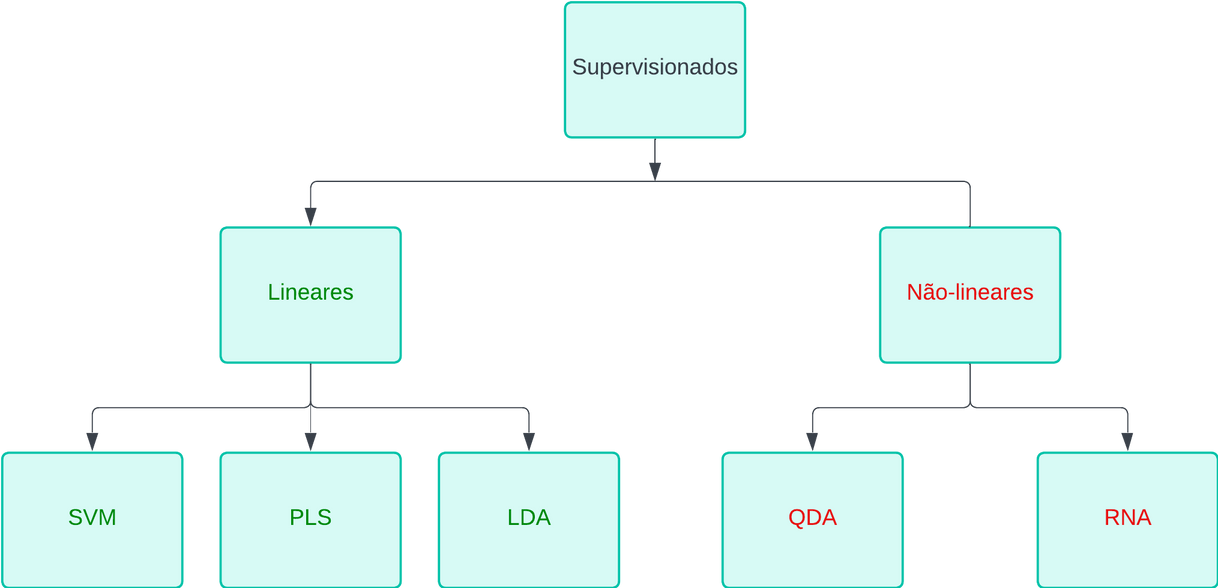 Supervisionados
Lineares
Não-lineares
SVM
PLS
LDA
QDA
RNA